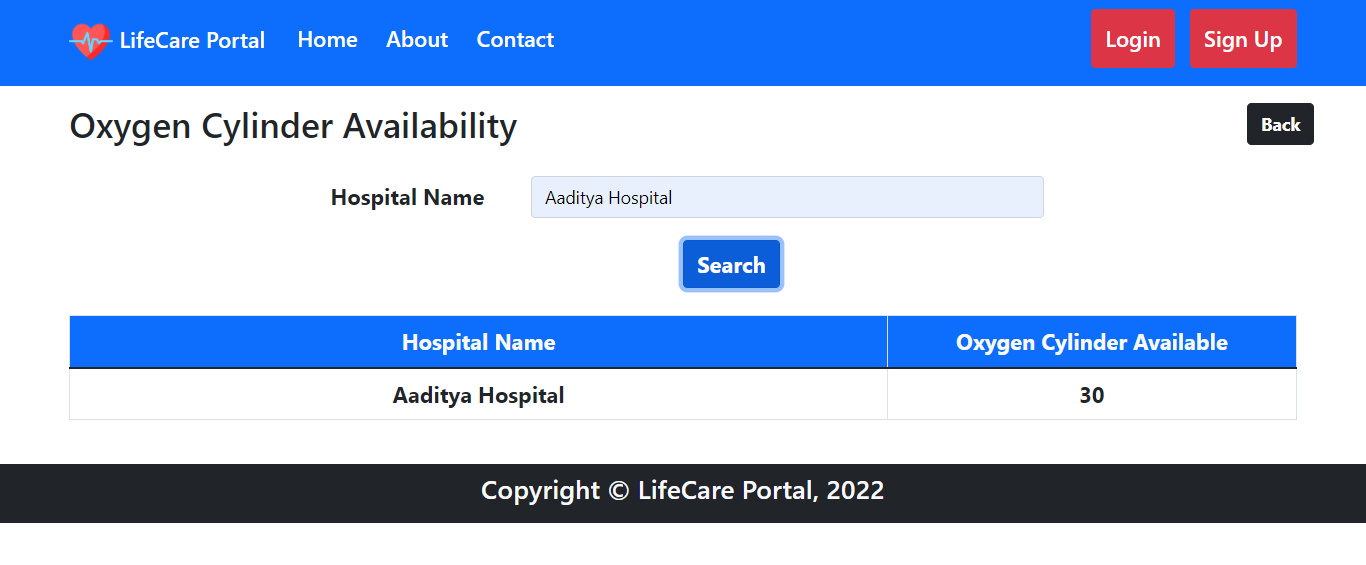 LifeCare Portal Home About Contact Login Sign Up
Oxygen Cylinder Availability Back
Hospital Name Aaditya Hospital
Search
Hospital Name Oxygen Cylinder Available
Aaditya Hospital 30
Copyright © LifeCare Portal, 2022